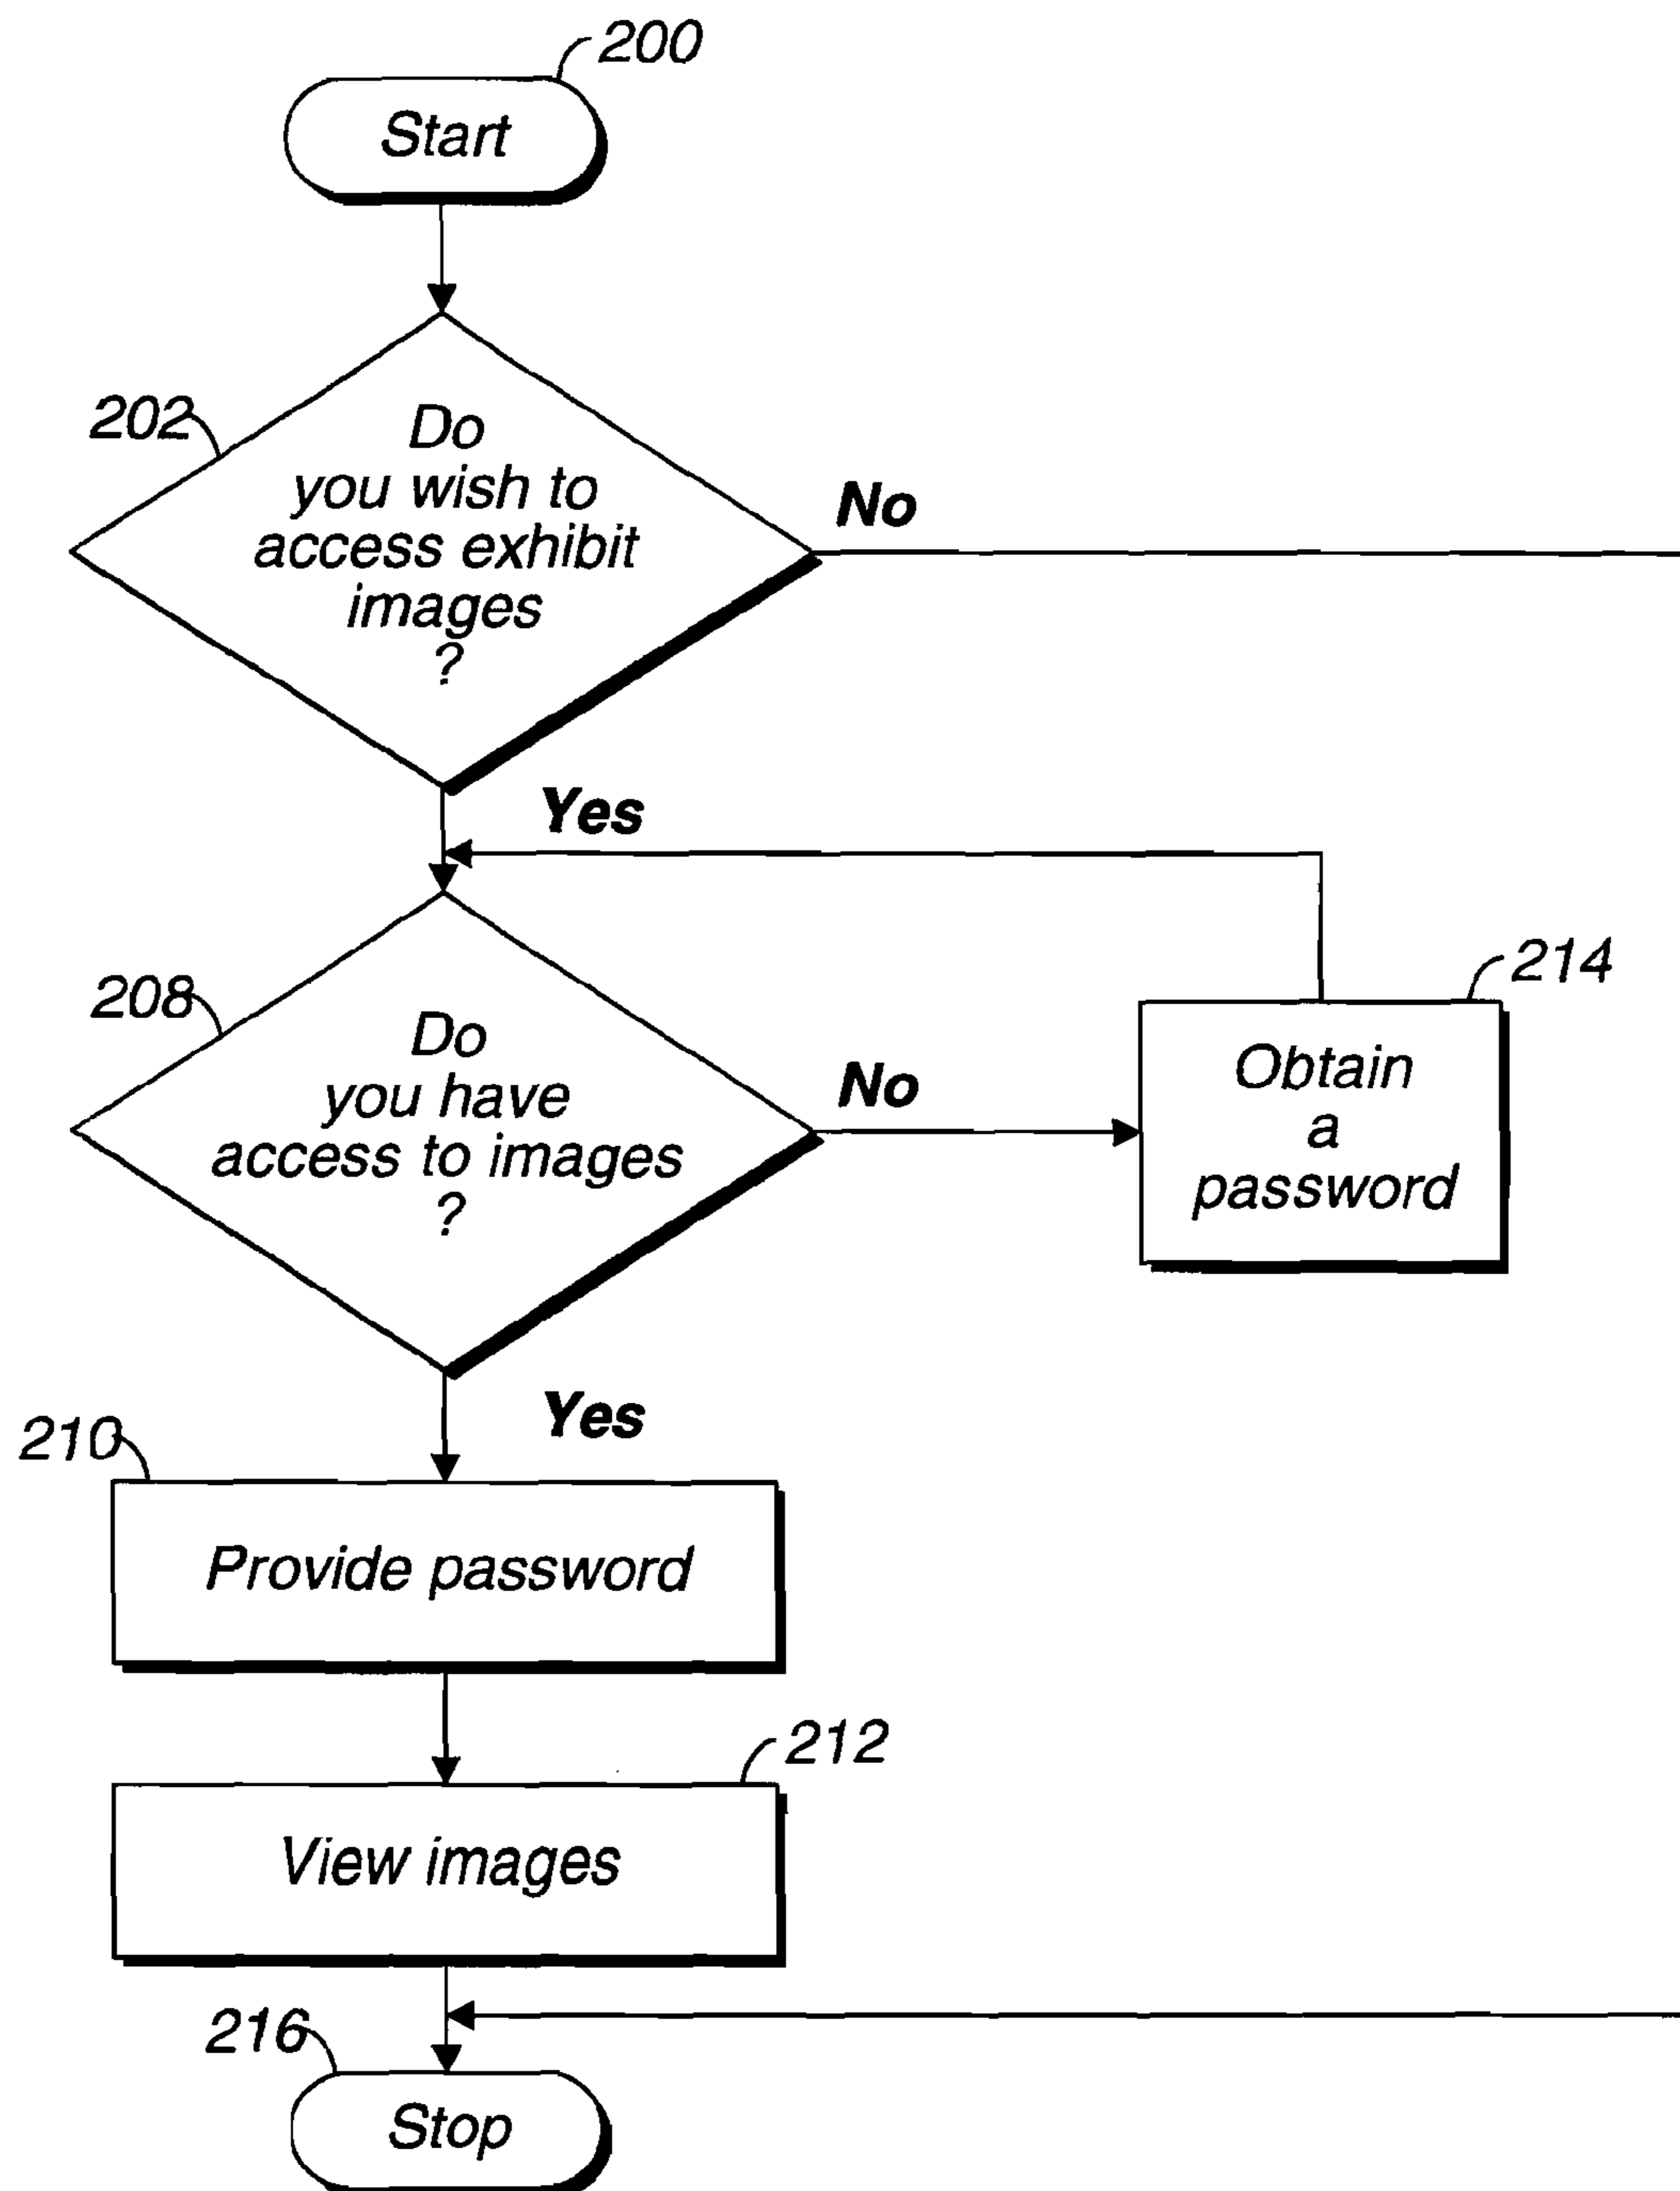 200
Start
202
Do
you wish to
access exhibit
images
?
No
Yes
208
Do
you have
access to images
?
No
214
Obtain
a
password
Yes
210
Provide password
212
View images
216
Stop